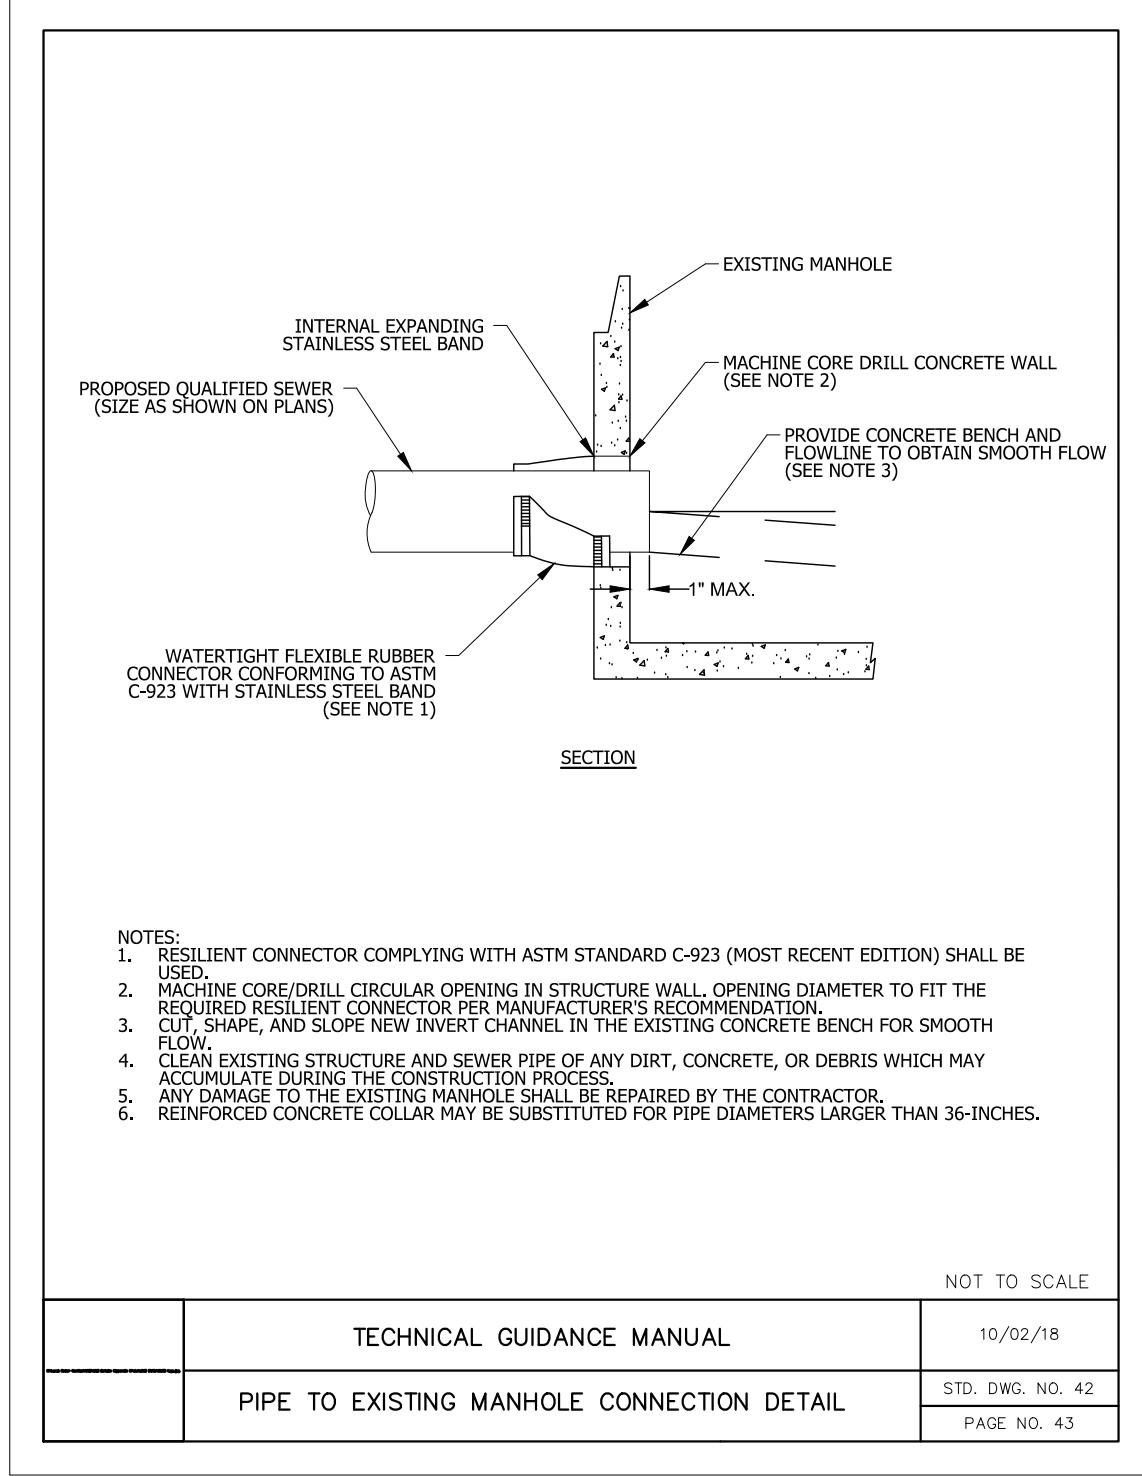 EXISTING MANHOLE
INTERNAL EXPANDING
STAINLESS STEEL BAND
MACHINE CORE DRILL CONCRETE WALL
(SEE NOTE 2)
PROPOSED QUALIFIED SEWER
(SIZE AS SHOWN ON PLANS)
PROVIDE CONCRETE BENCH AND
FLOWLINE TO OBTAIN SMOOTH FLOW
(SEE NOTE 3)
1" MAX.
WATERTIGHT FLEXIBLE RUBBER
CONNECTOR CONFORMING TO ASTM
C-923 WITH STAINLESS STEEL BAND
(SEE NOTE 1)
SECTION
NOTES:
1. RESILIENT CONNECTOR COMPLYING WITH ASTM STANDARD C-923 (MOST RECENT EDITION) SHALL BE
USED.
2. MACHINE CORE/DRILL CIRCULAR OPENING IN STRUCTURE WALL. OPENING DIAMETER TO FIT THE
REQUIRED RESILIENT CONNECTOR PER MANUFACTURER'S RECOMMENDATION.
3. CUT, SHAPE, AND SLOPE NEW INVERT CHANNEL IN THE EXISTING CONCRETE BENCH FOR SMOOTH
FLOW.
4. CLEAN EXISTING STRUCTURE AND SEWER PIPE OF ANY DIRT, CONCRETE, OR DEBRIS WHICH MAY
ACCUMULATE DURING THE CONSTRUCTION PROCESS.
5. ANY DAMAGE TO THE EXISTING MANHOLE SHALL BE REPAIRED BY THE CONTRACTOR.
6. REINFORCED CONCRETE COLLAR MAY BE SUBSTITUTED FOR PIPE DIAMETERS LARGER THAN 36-INCHES.
NOT TO SCALE
TECHNICAL GUIDANCE MANUAL
10/02/18
PIPE TO EXISTING MANHOLE CONNECTION DETAIL
STD. DWG. NO. 42
PAGE NO. 43